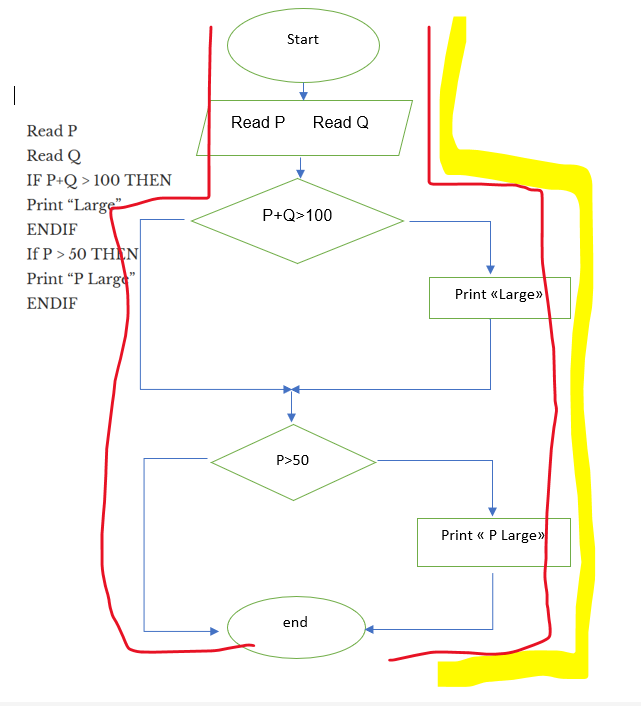 Read P
Read Q
IF P+Q > 100 THEN
Print “Large”
ENDIF
If P > 50 THEN
Print “P Large”
ENDIF
Start
Read P Read Q
P+Q>100
Print «Large»
P>50
Print « P Large»
end